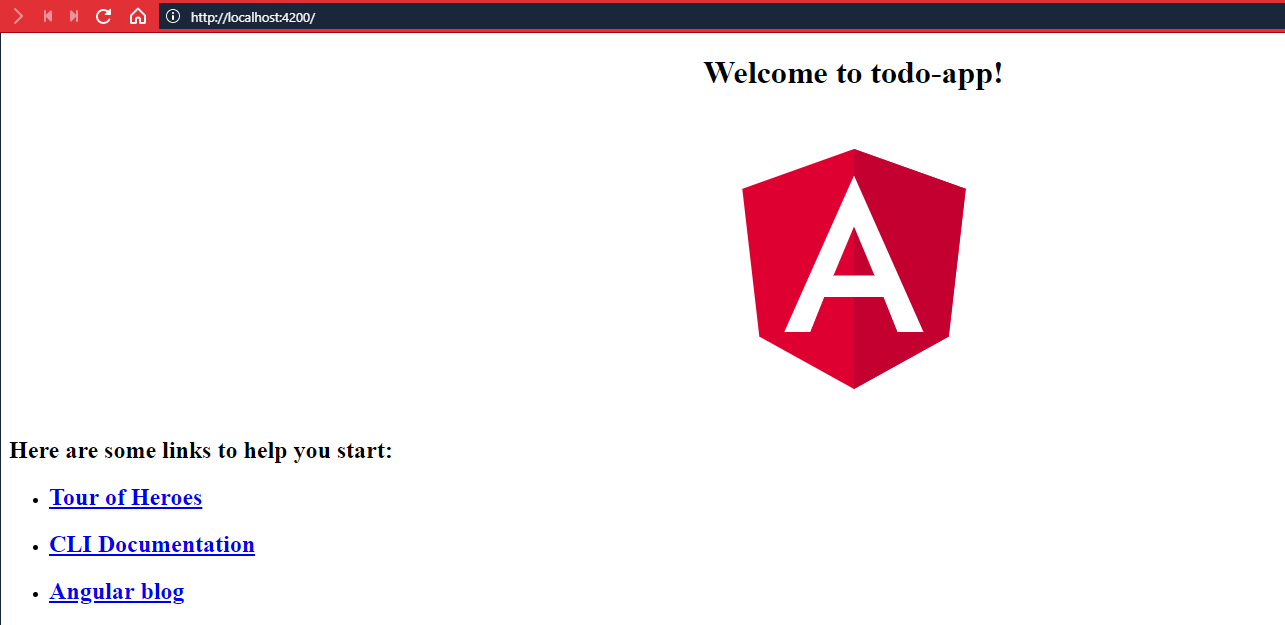 http://localhost:4200/
Welcome to todo-app!
A
Here are some links to help you start:
Tour of Heroes
CLI Documentation
Angular blog